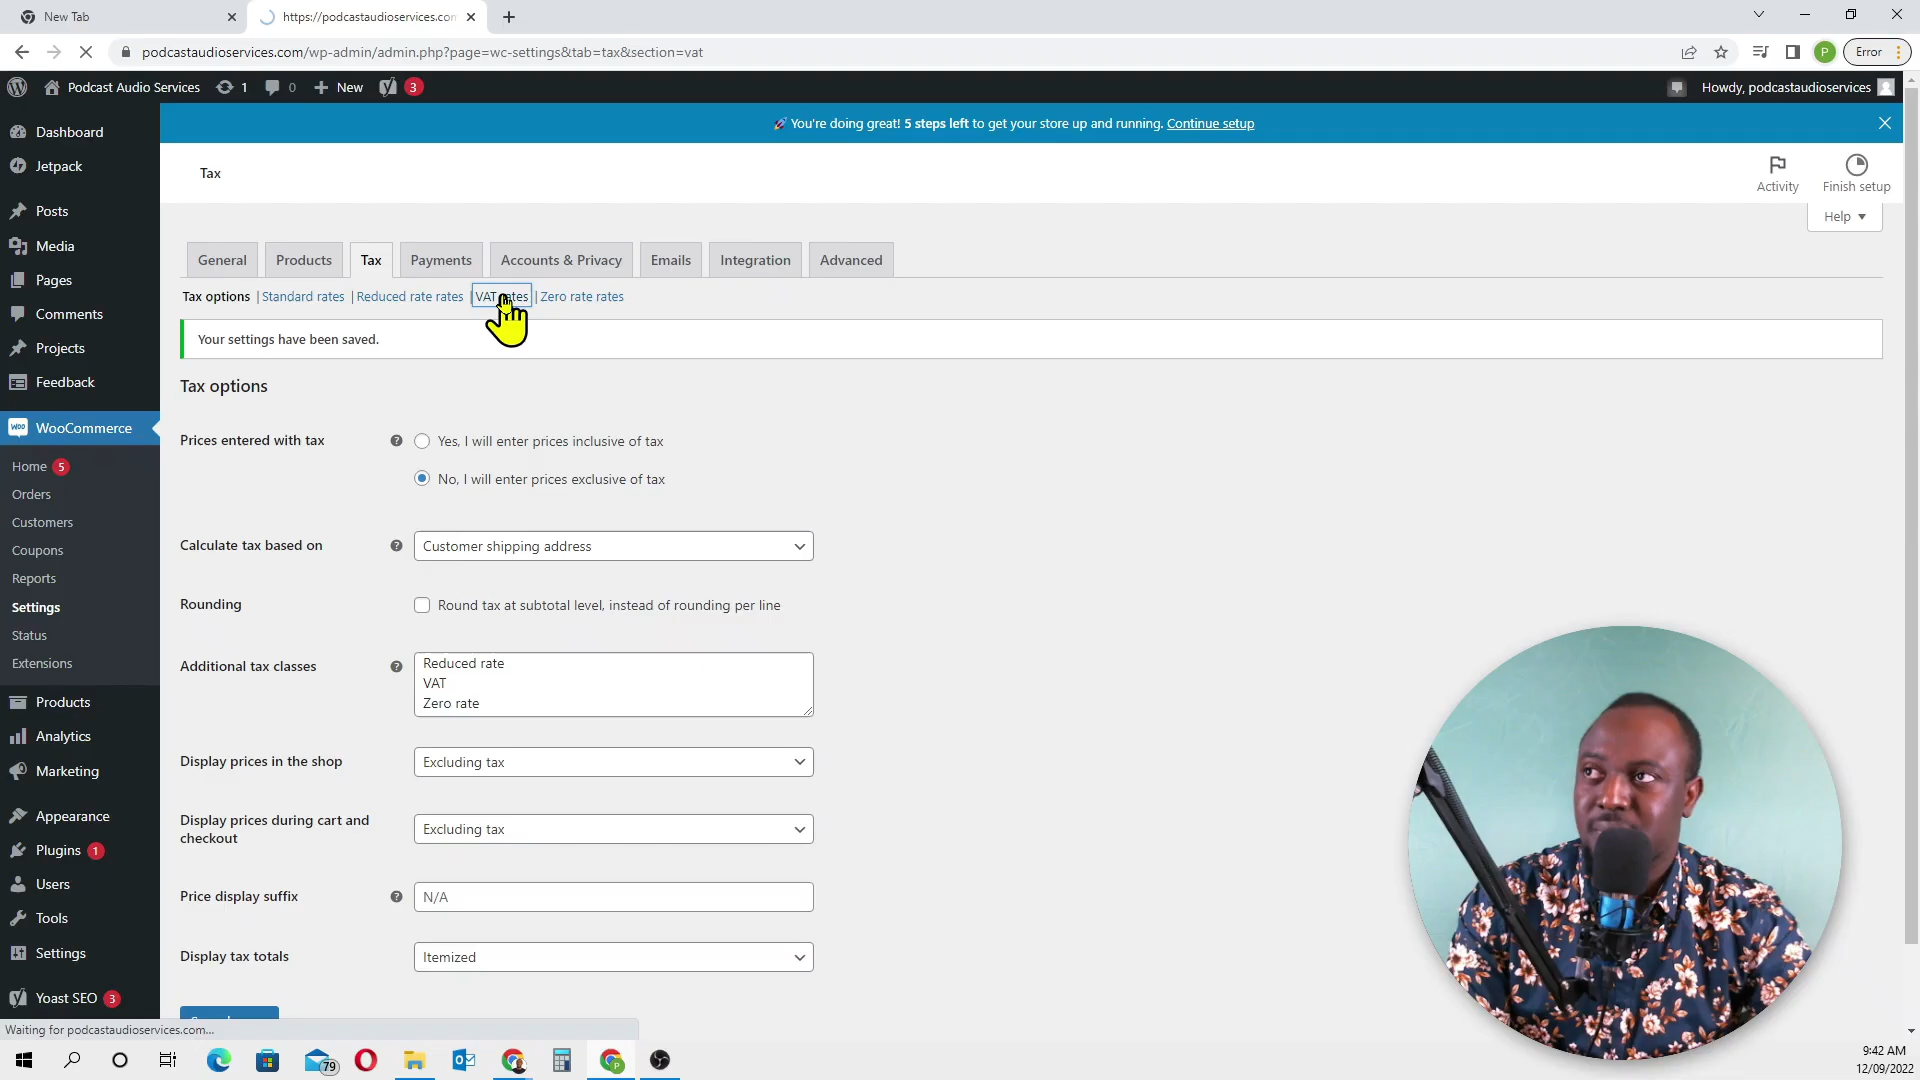 New Tab
https://podcastaudioservices.con
podcastaudioservices.com/wp-admin/admin.php?page=wc-settings&tab=tax&section=vat
P
Error
Podcast Audio Services
1
0
New
3
Howdy, podcastaudioservices
🚀 You're doing great! 5 steps left to get your store up and running. Continue setup
Dashboard
Jetpack
Posts
Media
Pages
Comments
Projects
Feedback
WooCommerce
Home 5
Orders
Customers
Coupons
Reports
Settings
Status
Extensions
Products
Analytics
Marketing
Appearance
Plugins 1
Users
Tools
Settings
Yoast SEO 3
Tax
Activity
Finish setup
Help
General
Products
Tax
Payments
Accounts & Privacy
Emails
Integration
Advanced
Tax options | Standard rates | Reduced rate rates | VAT rates | Zero rate rates
Your settings have been saved.
Tax options
Prices entered with tax
Yes, I will enter prices inclusive of tax
No, I will enter prices exclusive of tax
Calculate tax based on
Customer shipping address
Rounding
Round tax at subtotal level, instead of rounding per line
Additional tax classes
Reduced rate
VAT
Zero rate
Display prices in the shop
Excluding tax
Display prices during cart and
checkout
Excluding tax
Price display suffix
N/A
Display tax totals
Itemized
Waiting for podcastaudioservices.com...
79
9:42 AM
12/09/2022